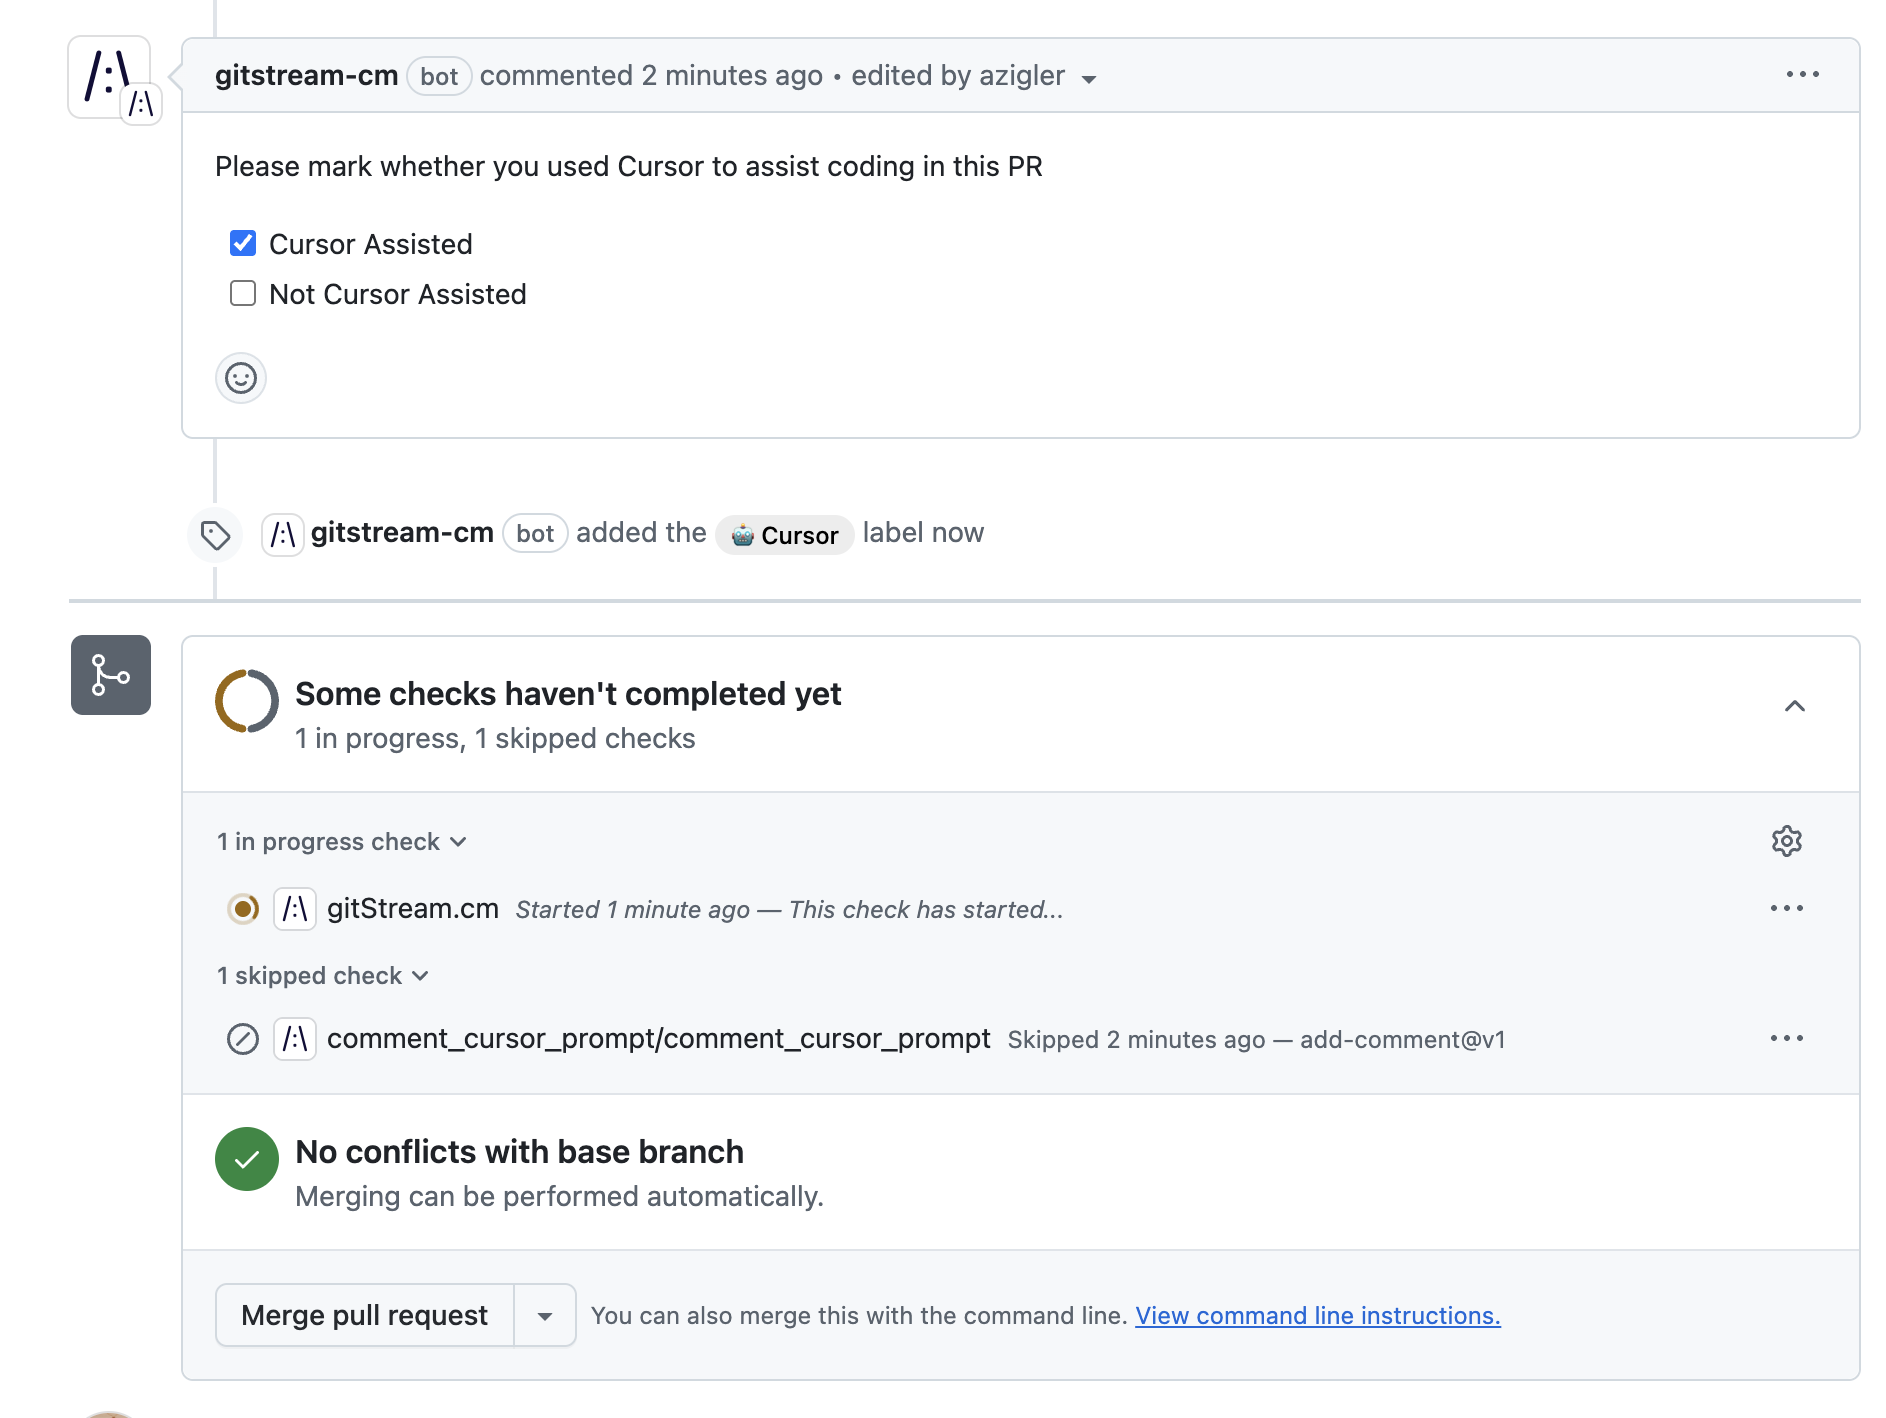 gitstream-cm bot commented 2 minutes ago • edited by azigler
Please mark whether you used Cursor to assist coding in this PR
Cursor Assisted
Not Cursor Assisted
gitstream-cm bot added the 🤖 Cursor label now
Some checks haven't completed yet
1 in progress, 1 skipped checks
1 in progress check
gitStream.cm Started 1 minute ago — This check has started...
1 skipped check
comment_cursor_prompt/comment_cursor_prompt Skipped 2 minutes ago — add-comment@v1
No conflicts with base branch
Merging can be performed automatically.
Merge pull request You can also merge this with the command line. View command line instructions.